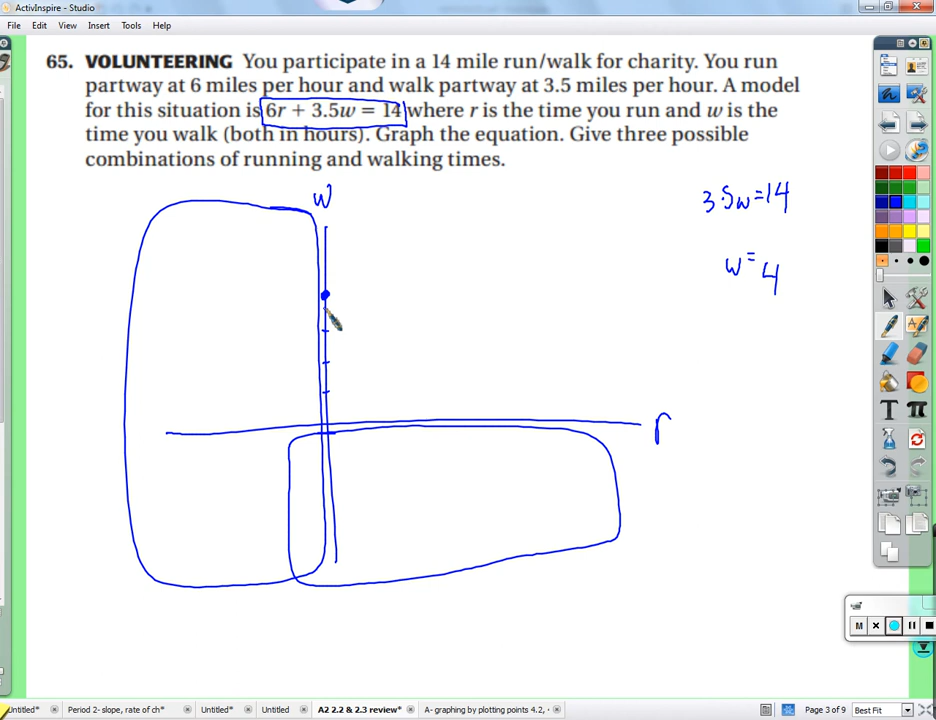 ActivInspire - Studio
File Edit View Insert Tools Help
65. VOLUNTEERING You participate in a 14 mile run/walk for charity. You run
partway at 6 miles per hour and walk partway at 3.5 miles per hour. A model
for this situation is 6r + 3.5w = 14 where r is the time you run and w is the
time you walk (both in hours). Graph the equation. Give three possible
combinations of running and walking times.
w
3.5w=14
w=4
r
M
Untitled* Period 2- slope, rate of ch* Untitled* Untitled A2 2.2 & 2.3 review* A- graphing by plotting points 4.2,
Page 3 of 9 Best Fit